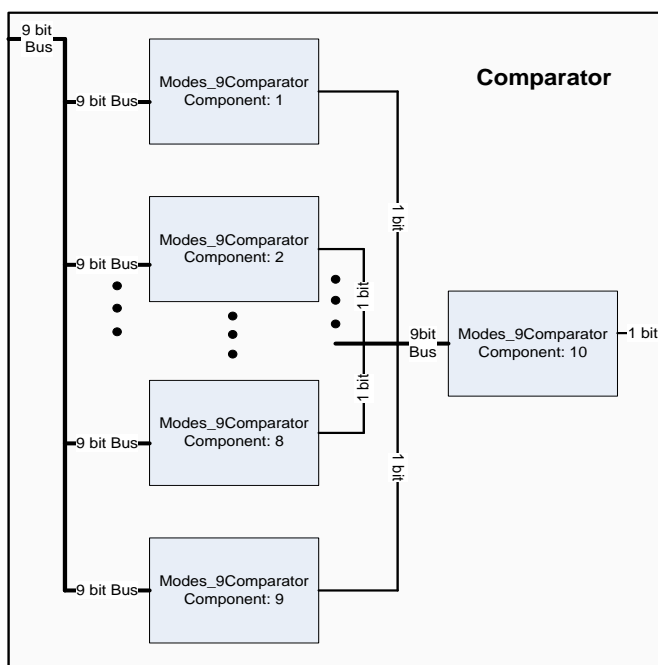 9 bit
Bus
Comparator
Modes_9Comparator
Component: 1
9 bit Bus
1 bit
Modes_9Comparator
Component: 2
9 bit Bus
1 bit
9bit
Bus
Modes_9Comparator
Component: 10
1 bit
1 bit
Modes_9Comparator
Component: 8
9 bit Bus
1 bit
Modes_9Comparator
Component: 9
9 bit Bus